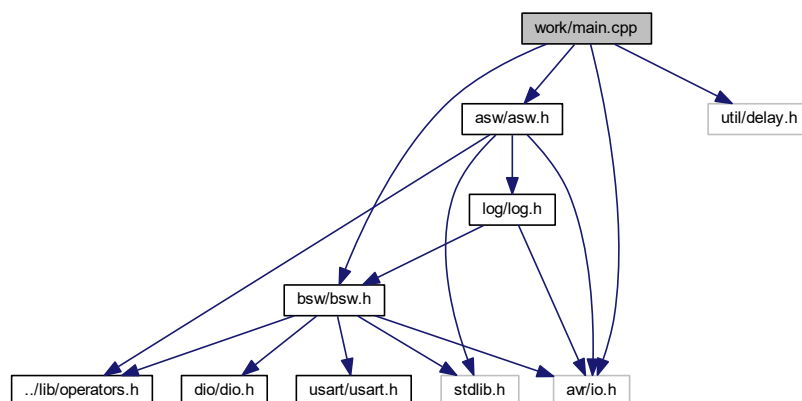 work/main.cpp
asw/asw.h
util/delay.h
log/log.h
bsw/bsw.h
../lib/operators.h
dio/dio.h
usart/usart.h
stdlib.h
avr/io.h